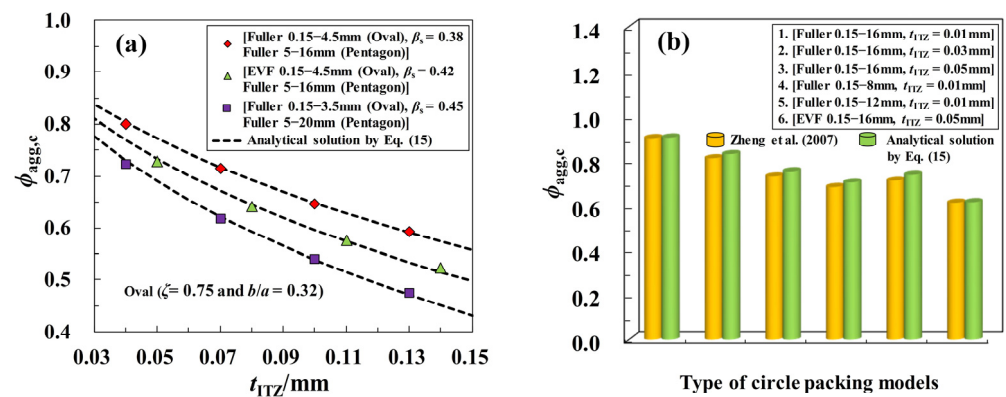 (a)
[Fuller 0.15−4.5mm (Oval), βs = 0.38
Fuller 5−16mm (Pentagon)]
[EVF 0.15−4.5mm (Oval), βs = 0.42
Fuller 5−16mm (Pentagon)]
[Fuller 0.15−3.5mm (Oval), βs = 0.45
Fuller 5−20mm (Pentagon)]
Analytical solution by Eq. (15)
ϕagg,c
0.9
0.8
0.7
0.6
0.5
0.4
Oval (ζ= 0.75 and b/a = 0.32)
0.03 0.05 0.07 0.09 0.11 0.13 0.15
tITZ/mm
(b)
1. [Fuller 0.15−16mm, tITZ = 0.01mm]
2. [Fuller 0.15−16mm, tITZ = 0.03mm]
3. [Fuller 0.15−16mm, tITZ = 0.05mm]
4. [Fuller 0.15−8mm, tITZ = 0.01mm]
5. [Fuller 0.15−12mm, tITZ = 0.01mm]
6. [EVF 0.15−16mm, tITZ = 0.05mm]
Zheng et al. (2007)
Analytical solution
by Eq. (15)
ϕagg,c
1.4
1.2
1.0
0.8
0.6
0.4
0.2
0.0
Type of circle packing models